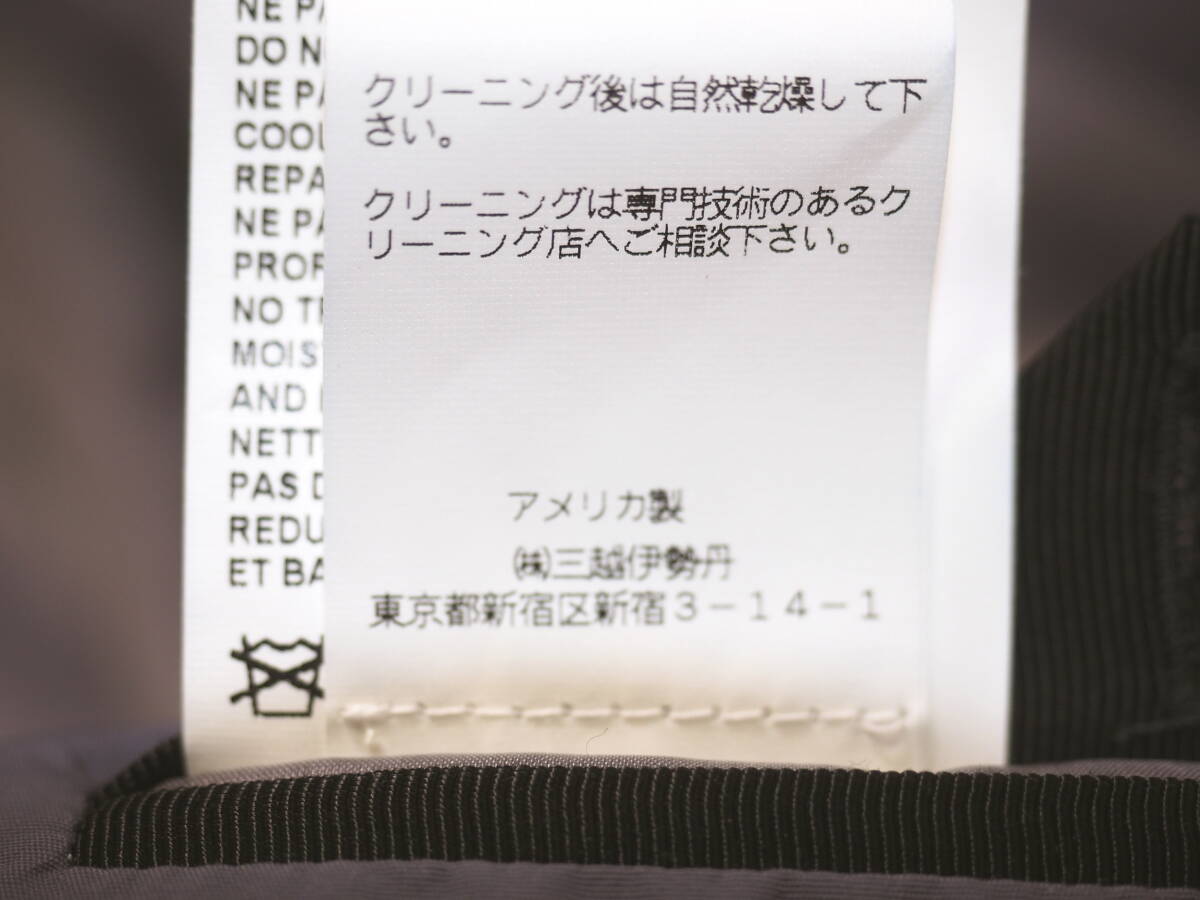 NE PA
DO N
NE PA
COOL
REPA
NE PA
PROF
NO TR
MOIST
AND
NETT
PAS D
REDU
ET BA
クリーニング後は自然乾燥して下
さい。
クリーニングは専門技術のあるク
リーニング店へご相談下さい。
アメリカ製
㈱三越伊勢丹
東京都新宿区新宿3-14-1